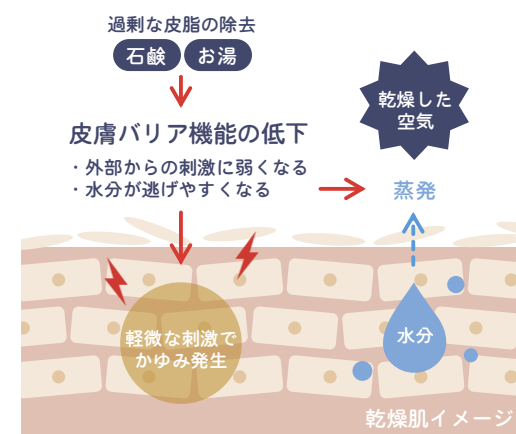 過剰な皮脂の除去
石鹸 お湯
乾燥した
空気
皮膚バリア機能の低下
・外部からの刺激に弱くなる
・水分が逃げやすくなる
蒸発
軽微な刺激で
かゆみ発生
水分
乾燥肌イメージ